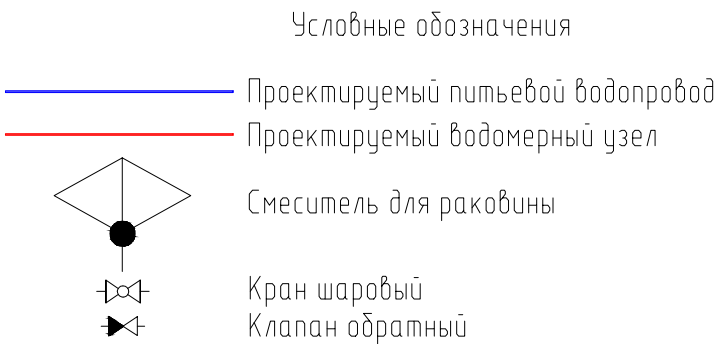 Условные обозначения
Проектируемый питьевой водопровод
Проектируемый водомерный узел
Смеситель для раковины
Кран шаровый
Клапан обратный